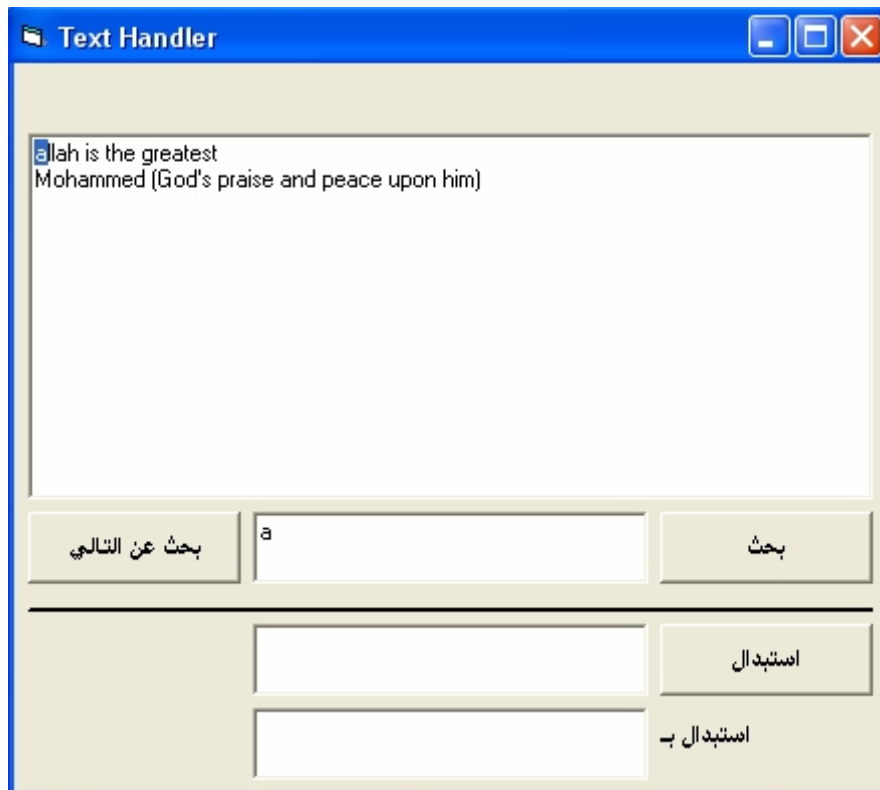 Text Handler
allah is the greatest
Mohammed (God's praise and peace upon him)
بحث عن التالي
a
بحث
استبدال
استبدال بـ